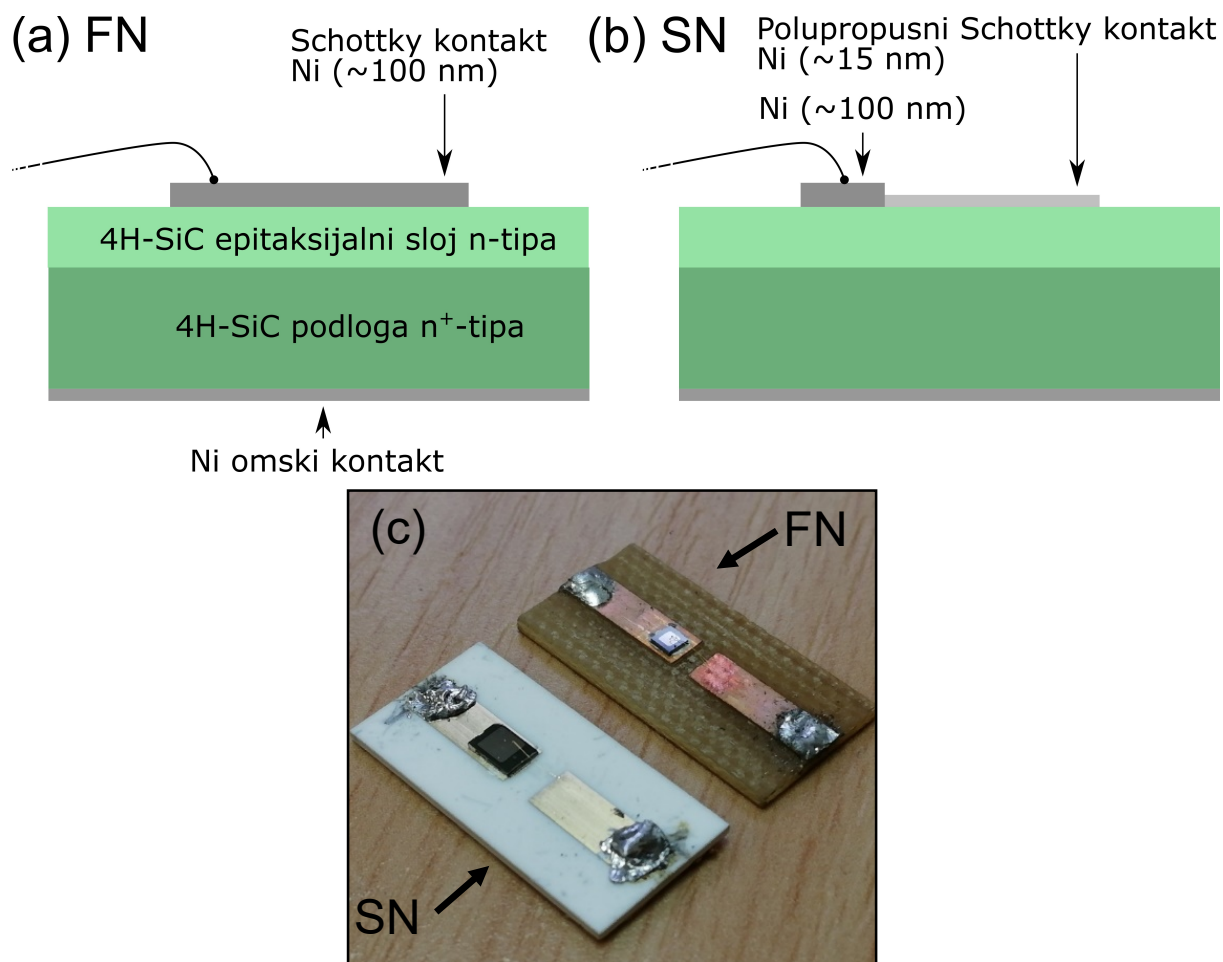 (a) FN
Schottky kontakt
Ni (~100 nm)
4H-SiC epitaksijalni sloj n-tipa
4H-SiC podloga n⁺-tipa
Ni omski kontakt
(b) SN
Polupropusni Schottky kontakt
Ni (~15 nm)
Ni (~100 nm)
(c)
FN
SN